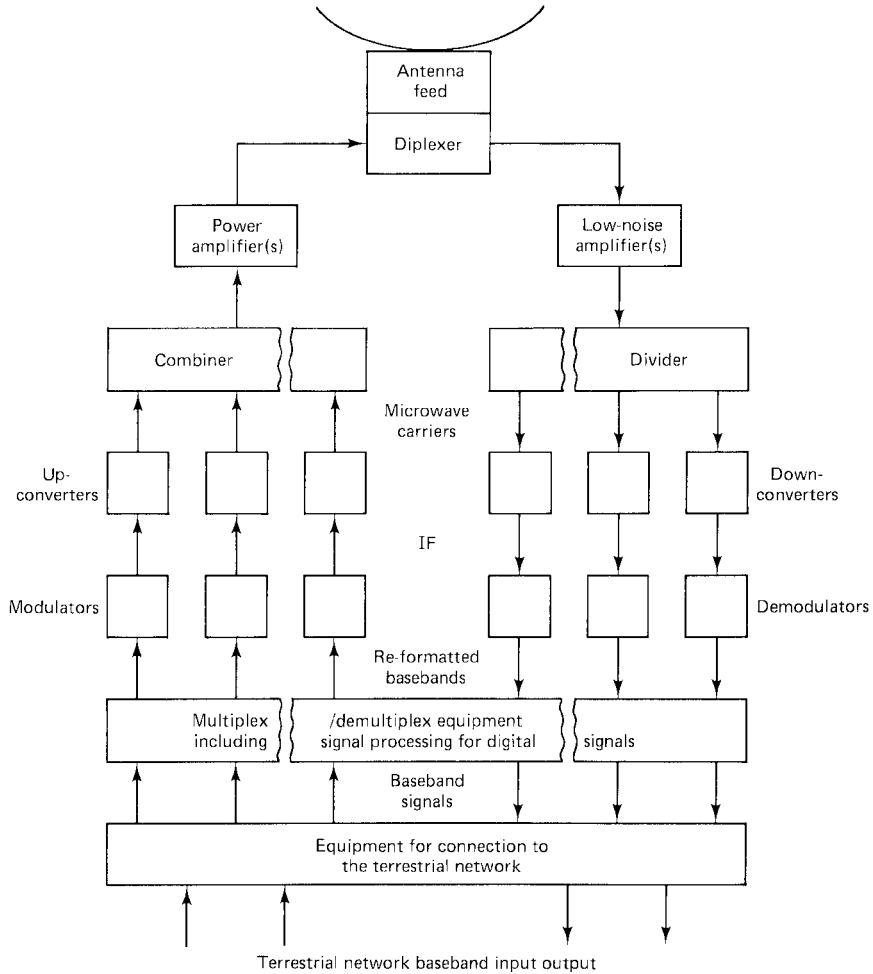 Antenna
feed
Diplexer
Power
amplifier(s)
Low-noise
amplifier(s)
Combiner
Divider
Microwave
carriers
Up-
converters
Down-
converters
IF
Modulators
Demodulators
Re-formatted
basebands
Multiplex
including
/demultiplex equipment
signal processing for digital
signals
Baseband
signals
Equipment for connection to
the terrestrial network
Terrestrial network baseband input output